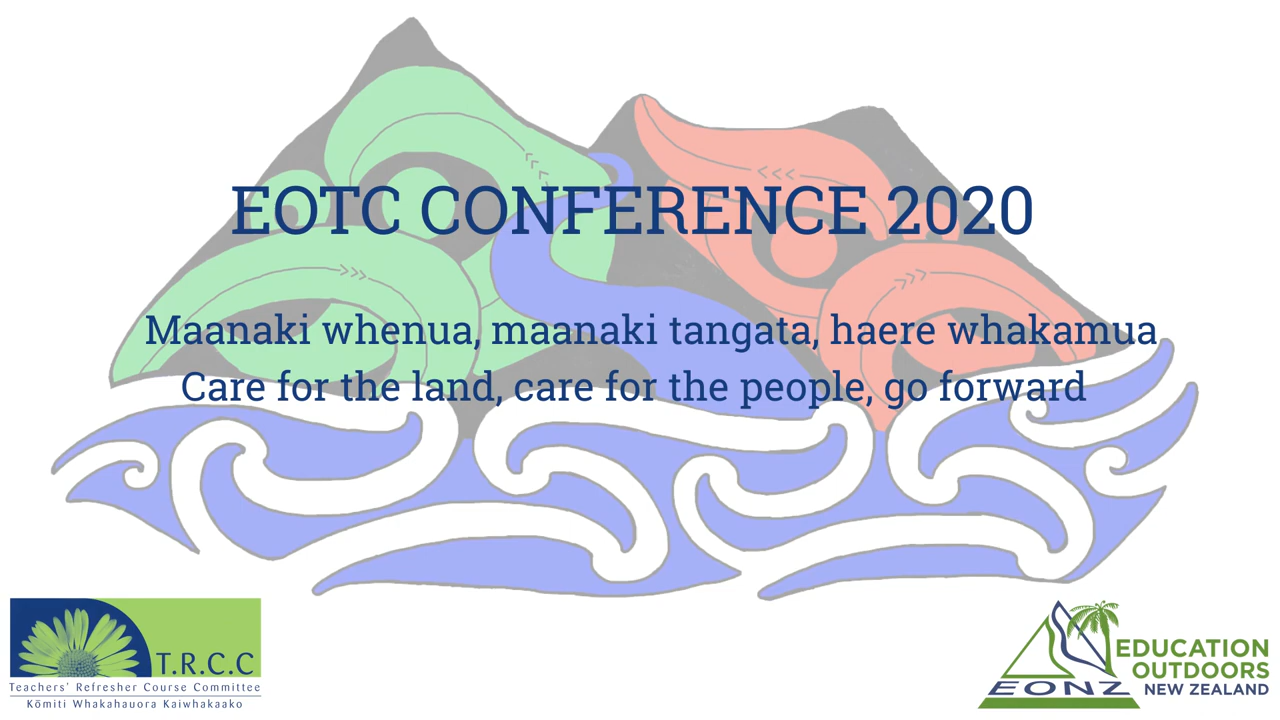 EOTC CONFERENCE 2020
Maanaki whenua, maanaki tangata, haere whakamua
Care for the land, care for the people, go forward
T.R.C.C
Teachers' Refresher Course Committee
Kōmiti Whakahauora Kaiwhakaako
EONZ
EDUCATION
OUTDOORS
NEW ZEALAND